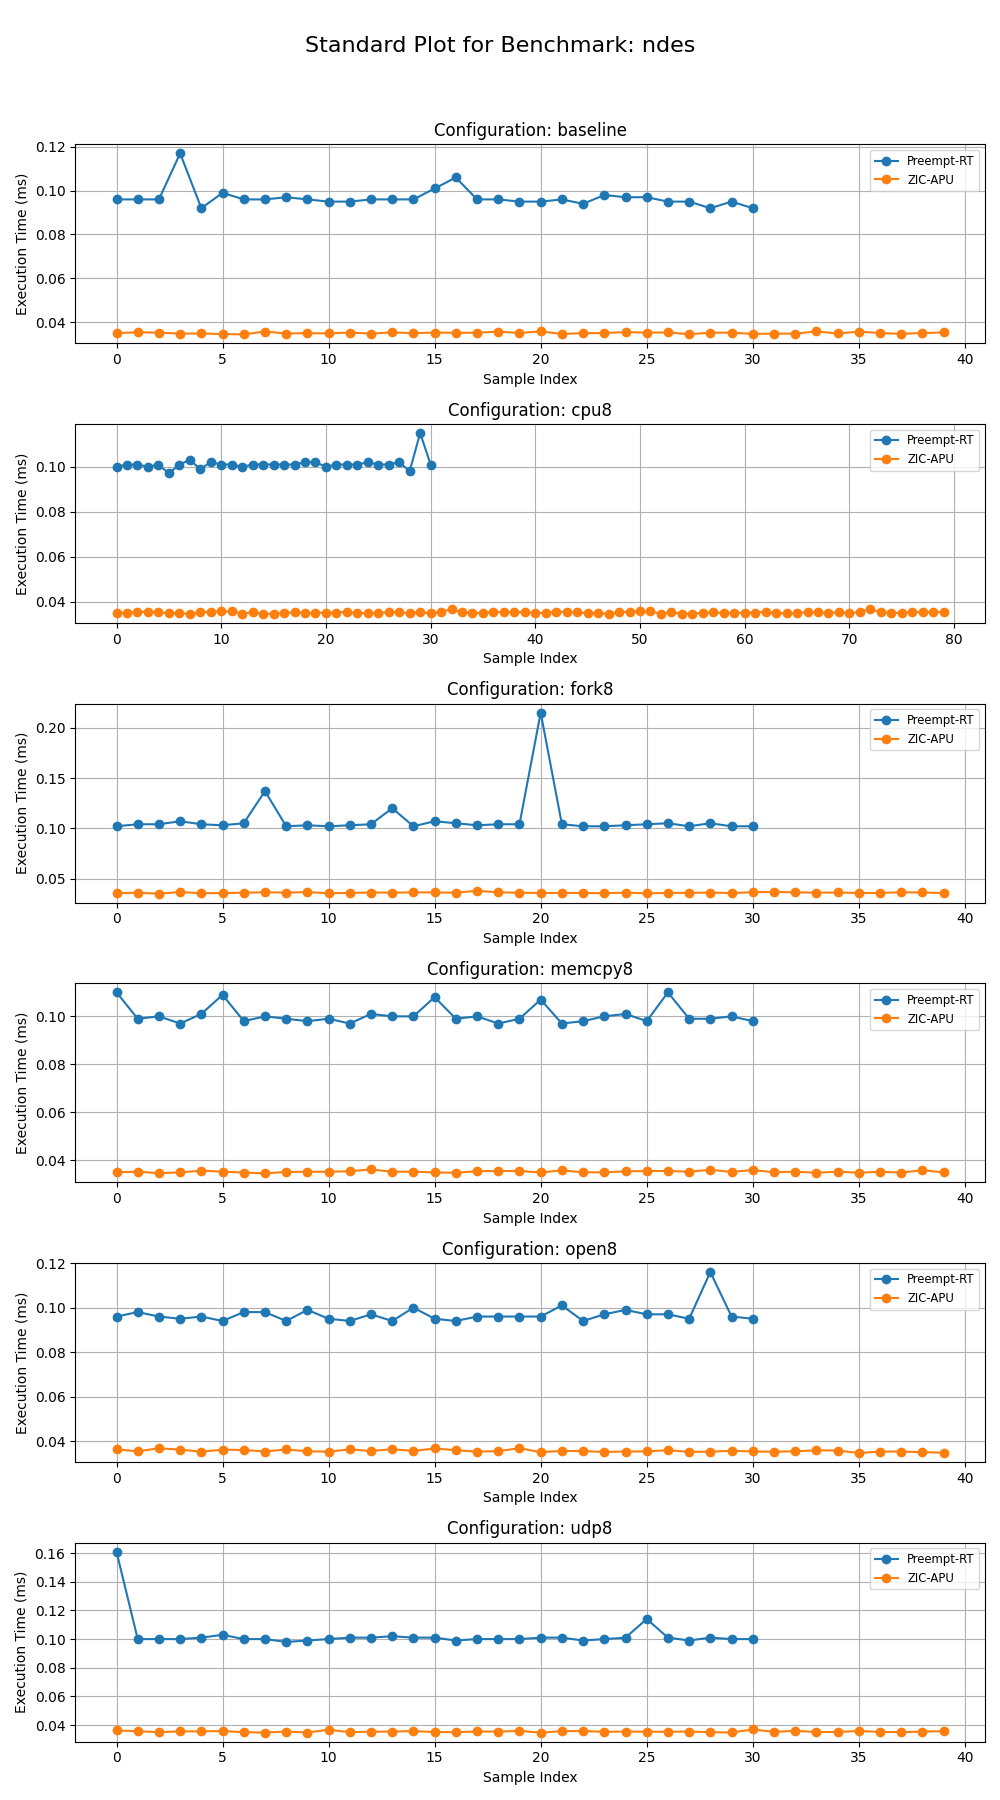 Standard Plot for Benchmark: ndes
Configuration: baseline
Execution Time (ms)
0.12
0.10
0.08
0.06
0.04
Preempt-RT
ZIC-APU
0 5 10 15 20 25 30 35 40
Sample Index
Configuration: cpu8
Execution Time (ms)
0.10
0.08
0.06
0.04
Preempt-RT
ZIC-APU
0 10 20 30 40 50 60 70 80
Sample Index
Configuration: fork8
Execution Time (ms)
0.20
0.15
0.10
0.05
Preempt-RT
ZIC-APU
0 5 10 15 20 25 30 35 40
Sample Index
Configuration: memcpy8
Execution Time (ms)
0.10
0.08
0.06
0.04
Preempt-RT
ZIC-APU
0 5 10 15 20 25 30 35 40
Sample Index
Configuration: open8
Execution Time (ms)
0.12
0.10
0.08
0.06
0.04
Preempt-RT
ZIC-APU
0 5 10 15 20 25 30 35 40
Sample Index
Configuration: udp8
Execution Time (ms)
0.16
0.14
0.12
0.10
0.08
0.06
0.04
Preempt-RT
ZIC-APU
0 5 10 15 20 25 30 35 40
Sample Index